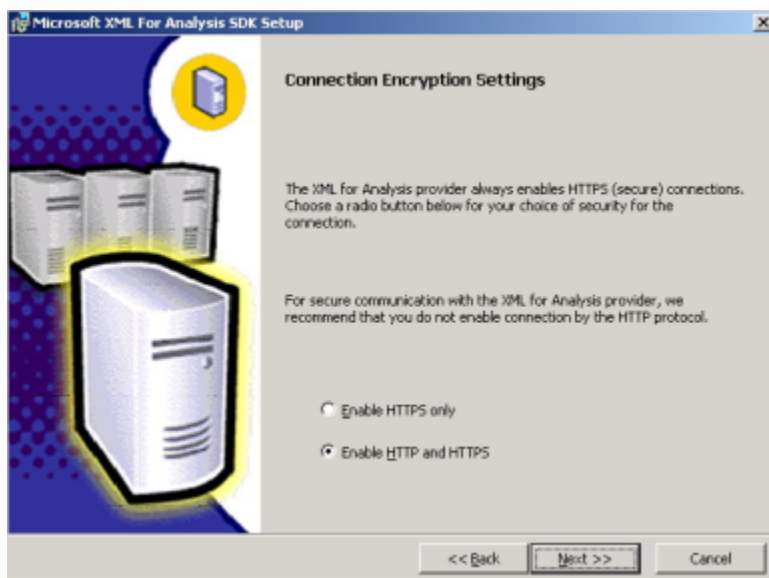 Microsoft XML For Analysis SDK Setup
Connection Encryption Settings
The XML for Analysis provider always enables HTTPS (secure) connections.
Choose a radio button below for your choice of security for the
connection.
For secure communication with the XML for Analysis provider, we
recommend that you do not enable connection by the HTTP protocol.
Enable HTTPS only
Enable HTTP and HTTPS
<< Back
Next >>
Cancel